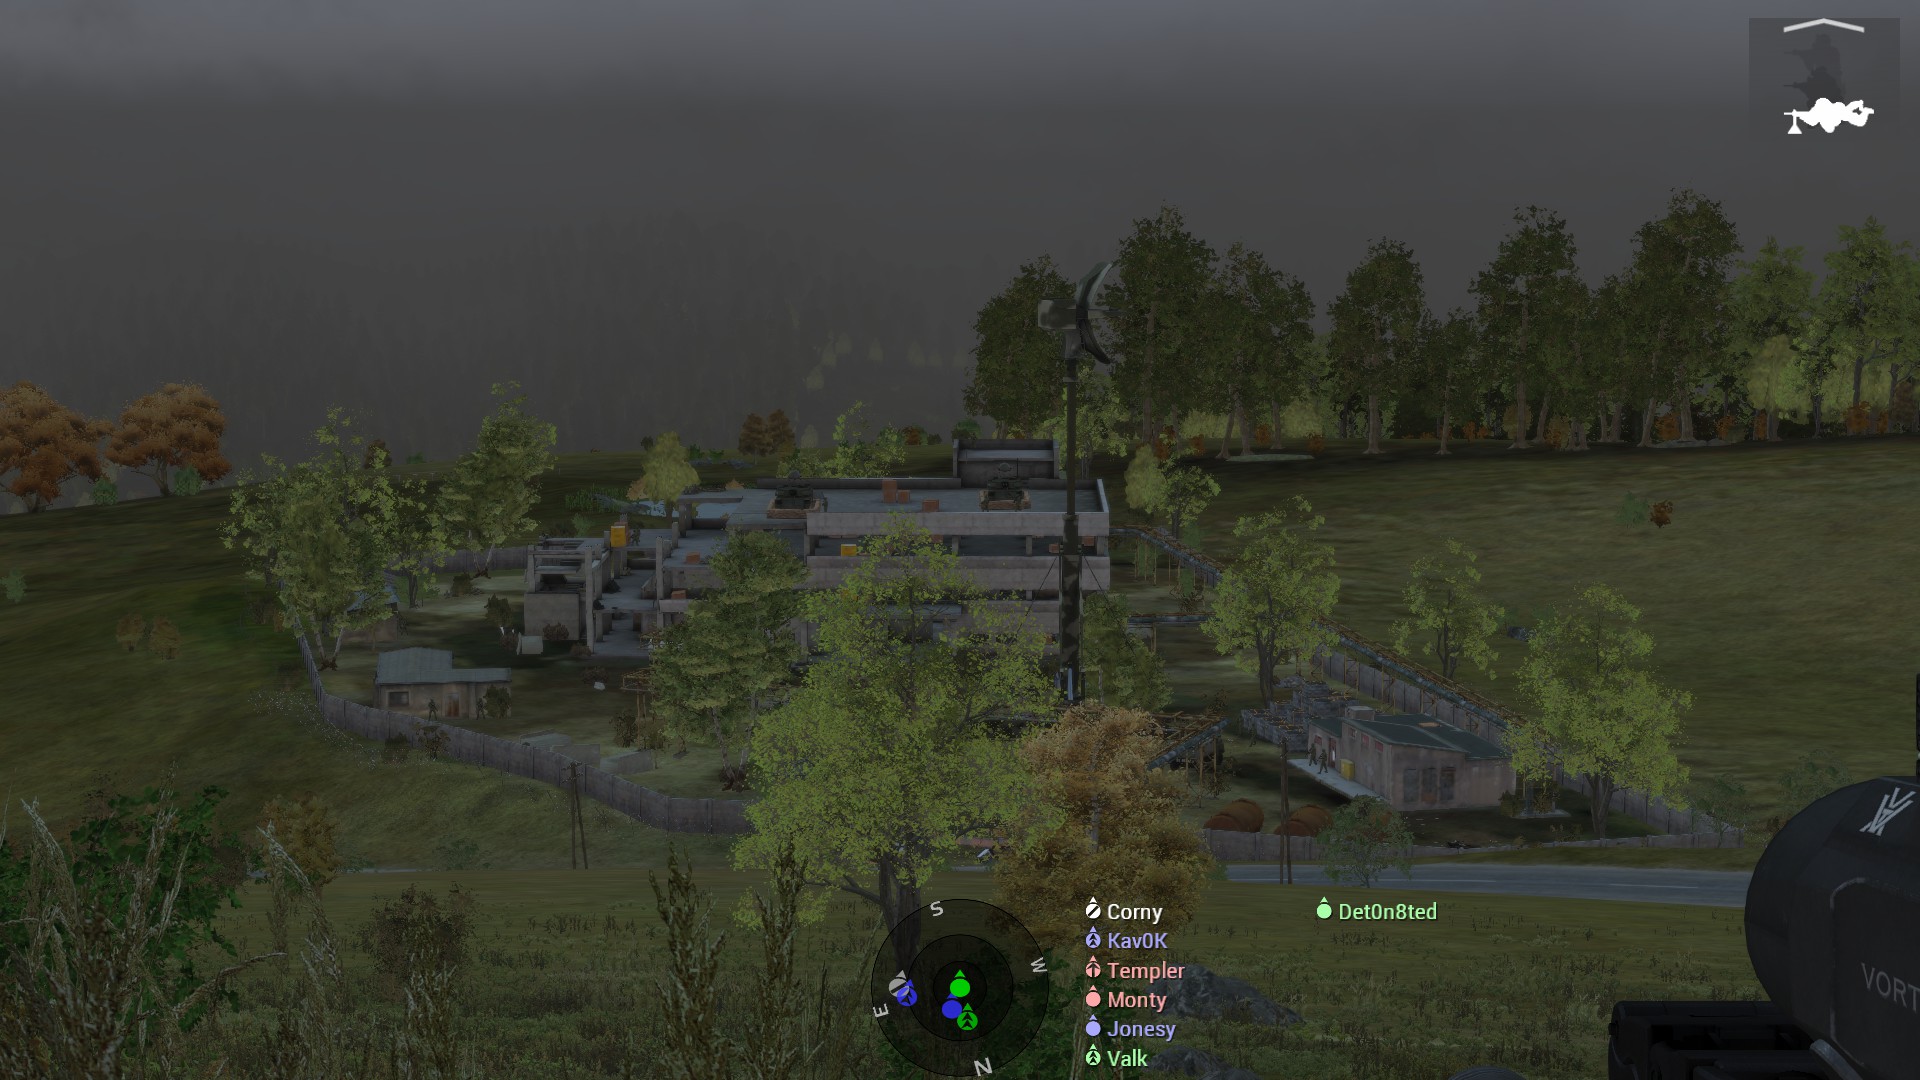 Corny
Det0n8ted
Kav0K
Templer
Monty
Jonesy
Valk
S
W
E
N
VORT